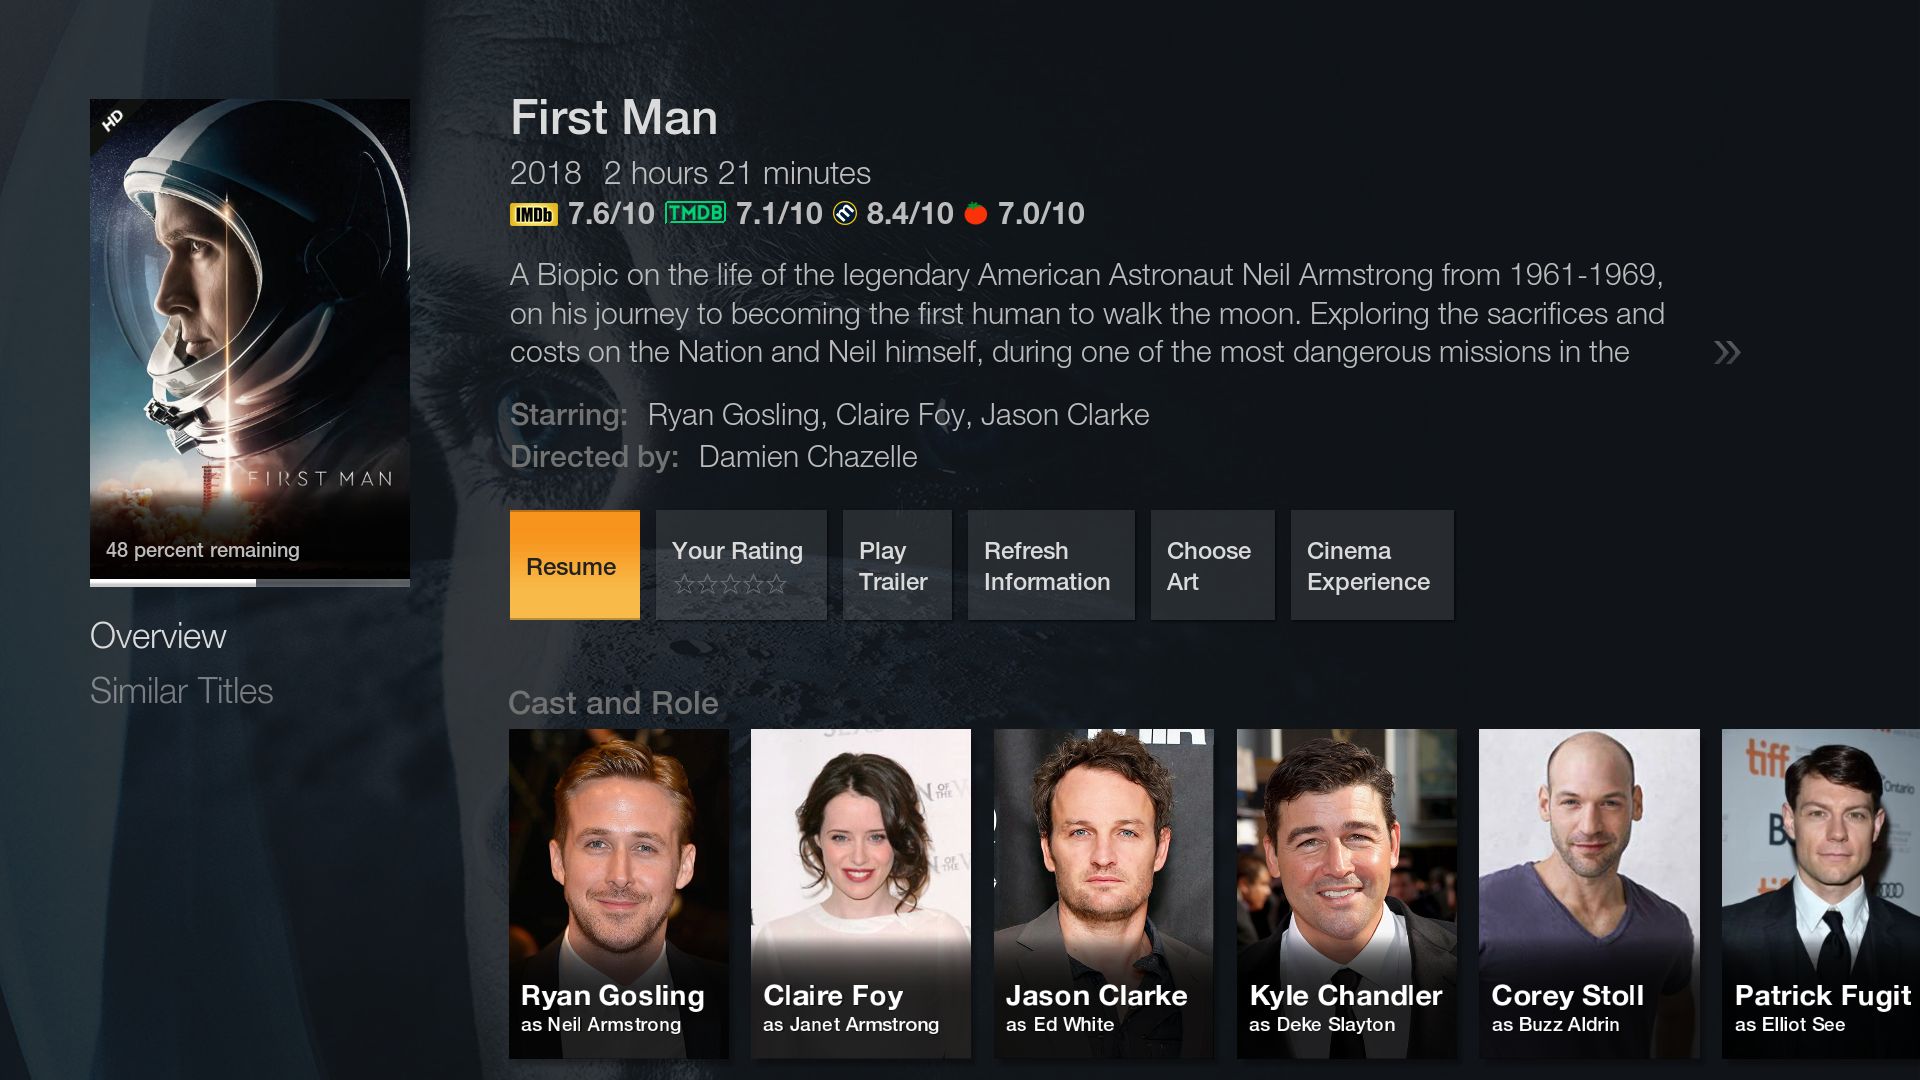 HD
FIRST MAN
48 percent remaining
Overview
Similar Titles
First Man
2018 2 hours 21 minutes
IMDb 7.6/10 TMDB 7.1/10 m 8.4/10 7.0/10
A Biopic on the life of the legendary American Astronaut Neil Armstrong from 1961-1969,
on his journey to becoming the first human to walk the moon. Exploring the sacrifices and
costs on the Nation and Neil himself, during one of the most dangerous missions in the
Starring: Ryan Gosling, Claire Foy, Jason Clarke
Directed by: Damien Chazelle
Resume
Your Rating
Play
Trailer
Refresh
Information
Choose
Art
Cinema
Experience
Cast and Role
Ryan Gosling
as Neil Armstrong
OF
THE
OF
THE
Claire Foy
as Janet Armstrong
Jason Clarke
as Ed White
Kyle Chandler
as Deke Slayton
Corey Stoll
as Buzz Aldrin
tiff
Ontario
Patrick Fugit
as Elliot See